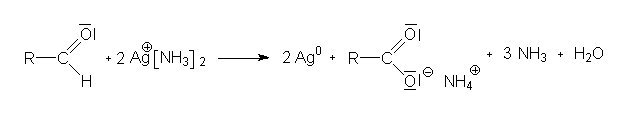 R—C(=O)H + 2 Ag⊕[NH₃]₂ ⟶ 2 Ag⁰ + R—C(=O)O⊖ NH₄⊕ + 3 NH₃ + H₂O